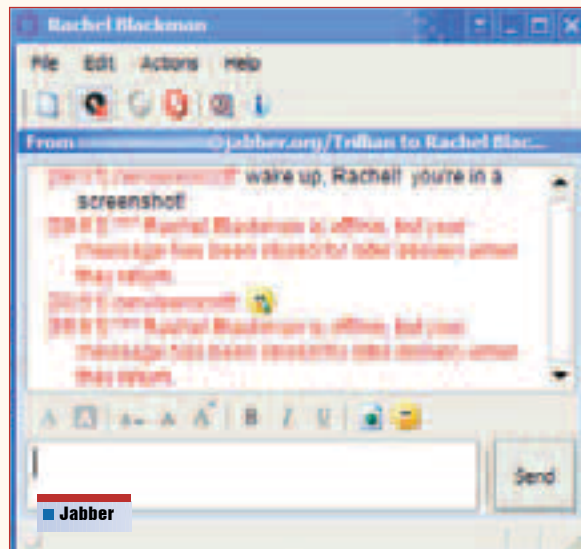 Rachel Blackman
File Edit Actions Help
From @jabber.org/Trillian to Rachel Blac...
wake up, Rachel! you're in a
screenshot!
*** Rachel Blackman is offline, but your
message has been stored for later delivery when
they return.
*** Rachel Blackman is offline, but your
message has been stored for later delivery when
they return.
B I U
Send
Jabber